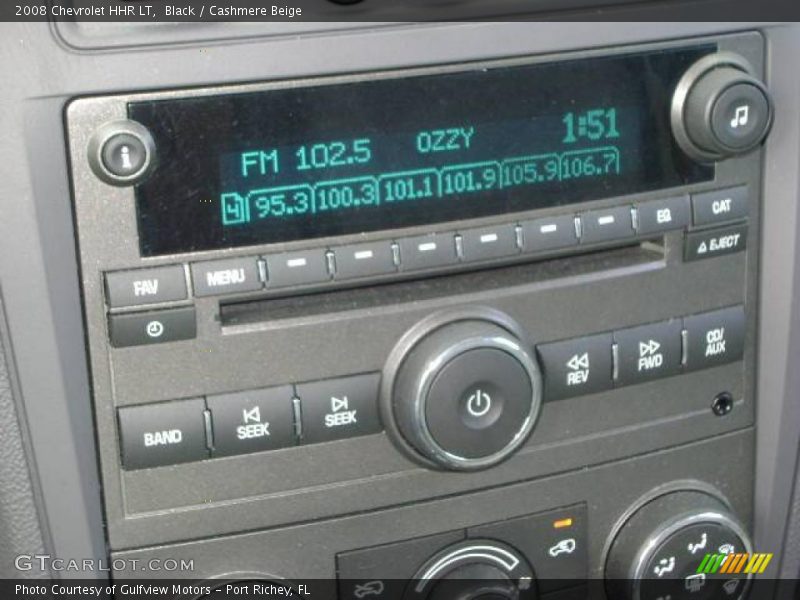 2008 Chevrolet HHR LT, Black / Cashmere Beige
FM 102.5 OZZY 1:51
4 95.3 100.3 101.1 101.9 105.9 106.7
i
FAV MENU EQ CAT
EJECT
BAND SEEK SEEK REV FWD CD/AUX
GTCARLOT.COM
Photo Courtesy of Gulfview Motors - Port Richey, FL